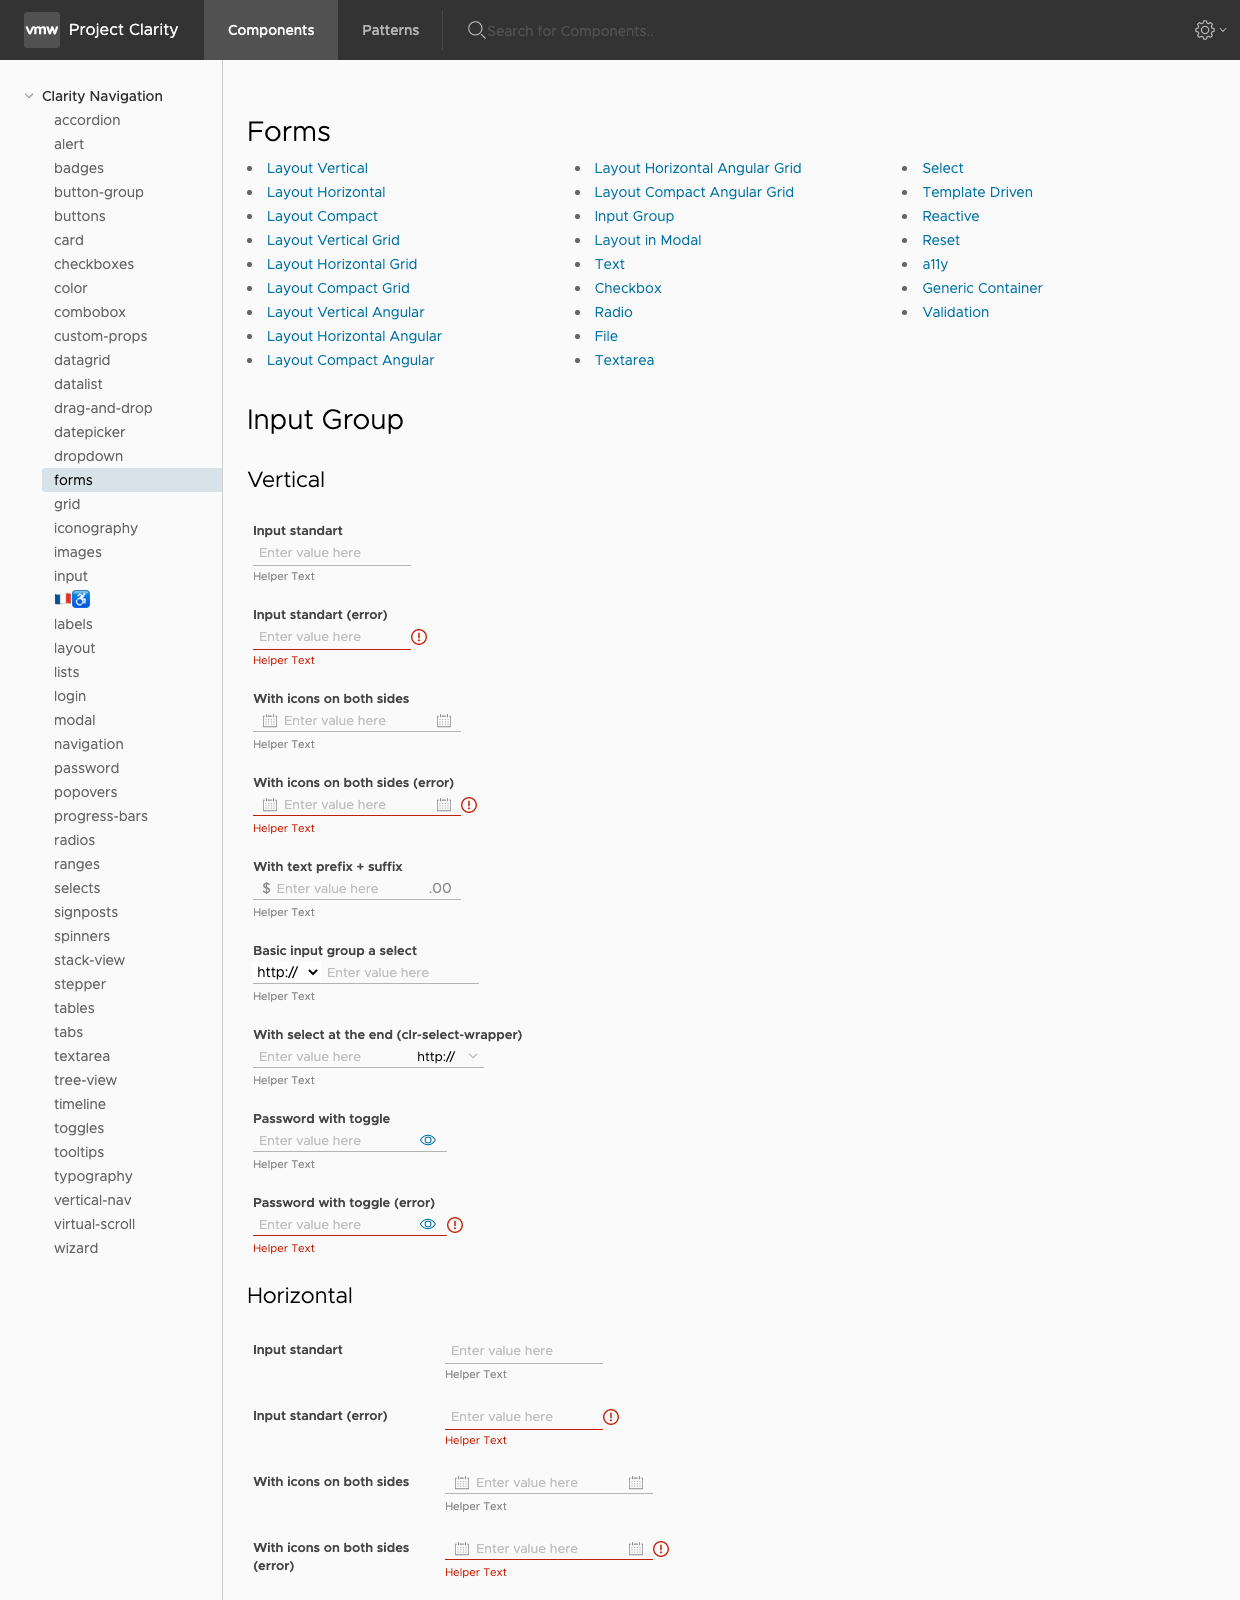 vmw Project Clarity Components Patterns Search for Components..
Clarity Navigation
accordion
alert
badges
button-group
buttons
card
checkboxes
color
combobox
custom-props
datagrid
datalist
drag-and-drop
datepicker
dropdown
forms
grid
iconography
images
input
labels
layout
lists
login
modal
navigation
password
popovers
progress-bars
radios
ranges
selects
signposts
spinners
stack-view
stepper
tables
tabs
textarea
tree-view
timeline
toggles
tooltips
typography
vertical-nav
virtual-scroll
wizard
Forms
Layout Vertical
Layout Horizontal
Layout Compact
Layout Vertical Grid
Layout Horizontal Grid
Layout Compact Grid
Layout Vertical Angular
Layout Horizontal Angular
Layout Compact Angular
Layout Horizontal Angular Grid
Layout Compact Angular Grid
Input Group
Layout in Modal
Text
Checkbox
Radio
File
Textarea
Select
Template Driven
Reactive
Reset
a11y
Generic Container
Validation
Input Group
Vertical
Input standart
Enter value here
Helper Text
Input standart (error)
Enter value here
Helper Text
With icons on both sides
Enter value here
Helper Text
With icons on both sides (error)
Enter value here
Helper Text
With text prefix + suffix
$ Enter value here .00
Helper Text
Basic input group a select
http:// Enter value here
Helper Text
With select at the end (clr-select-wrapper)
Enter value here http://
Helper Text
Password with toggle
Enter value here
Helper Text
Password with toggle (error)
Enter value here
Helper Text
Horizontal
Input standart Enter value here
Helper Text
Input standart (error) Enter value here
Helper Text
With icons on both sides Enter value here
Helper Text
With icons on both sides Enter value here
(error)
Helper Text